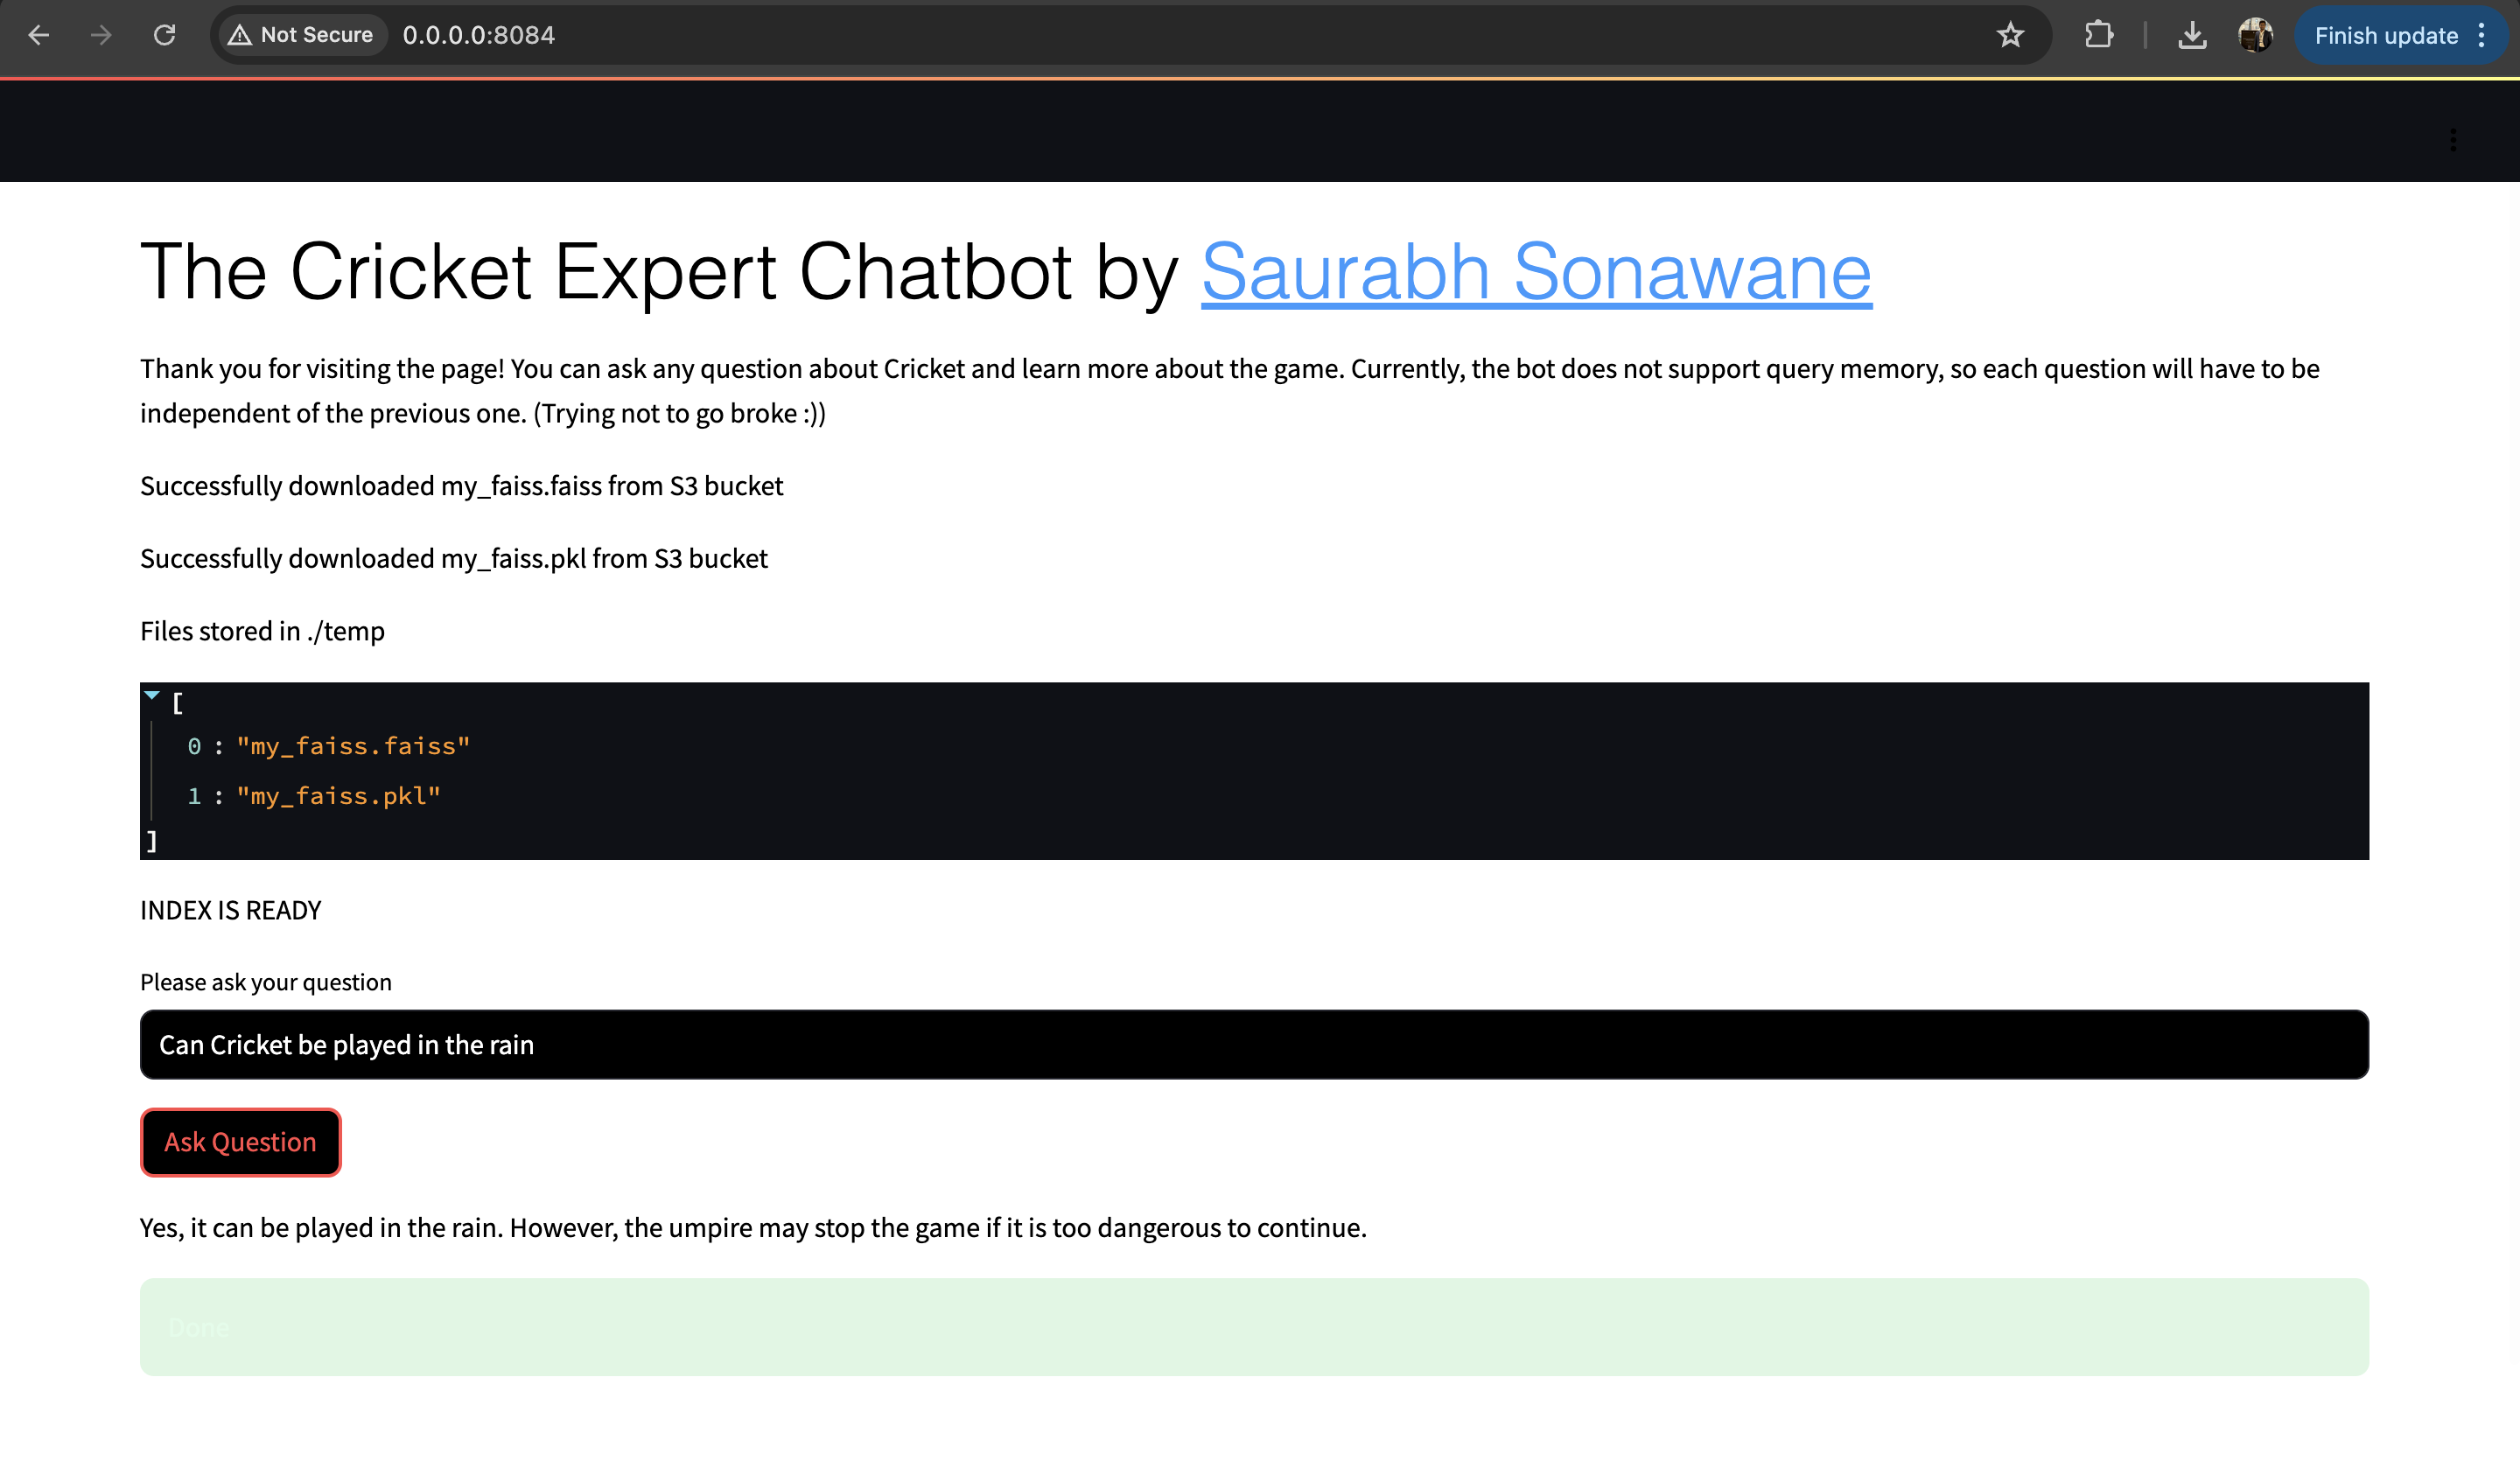 Not Secure 0.0.0.0:8084 Finish update
The Cricket Expert Chatbot by Saurabh Sonawane
Thank you for visiting the page! You can ask any question about Cricket and learn more about the game. Currently, the bot does not support query memory, so each question will have to be
independent of the previous one. (Trying not to go broke :))
Successfully downloaded my_faiss.faiss from S3 bucket
Successfully downloaded my_faiss.pkl from S3 bucket
Files stored in ./temp
[
0 : "my_faiss.faiss"
1 : "my_faiss.pkl"
]
INDEX IS READY
Please ask your question
Can Cricket be played in the rain
Ask Question
Yes, it can be played in the rain. However, the umpire may stop the game if it is too dangerous to continue.
Done